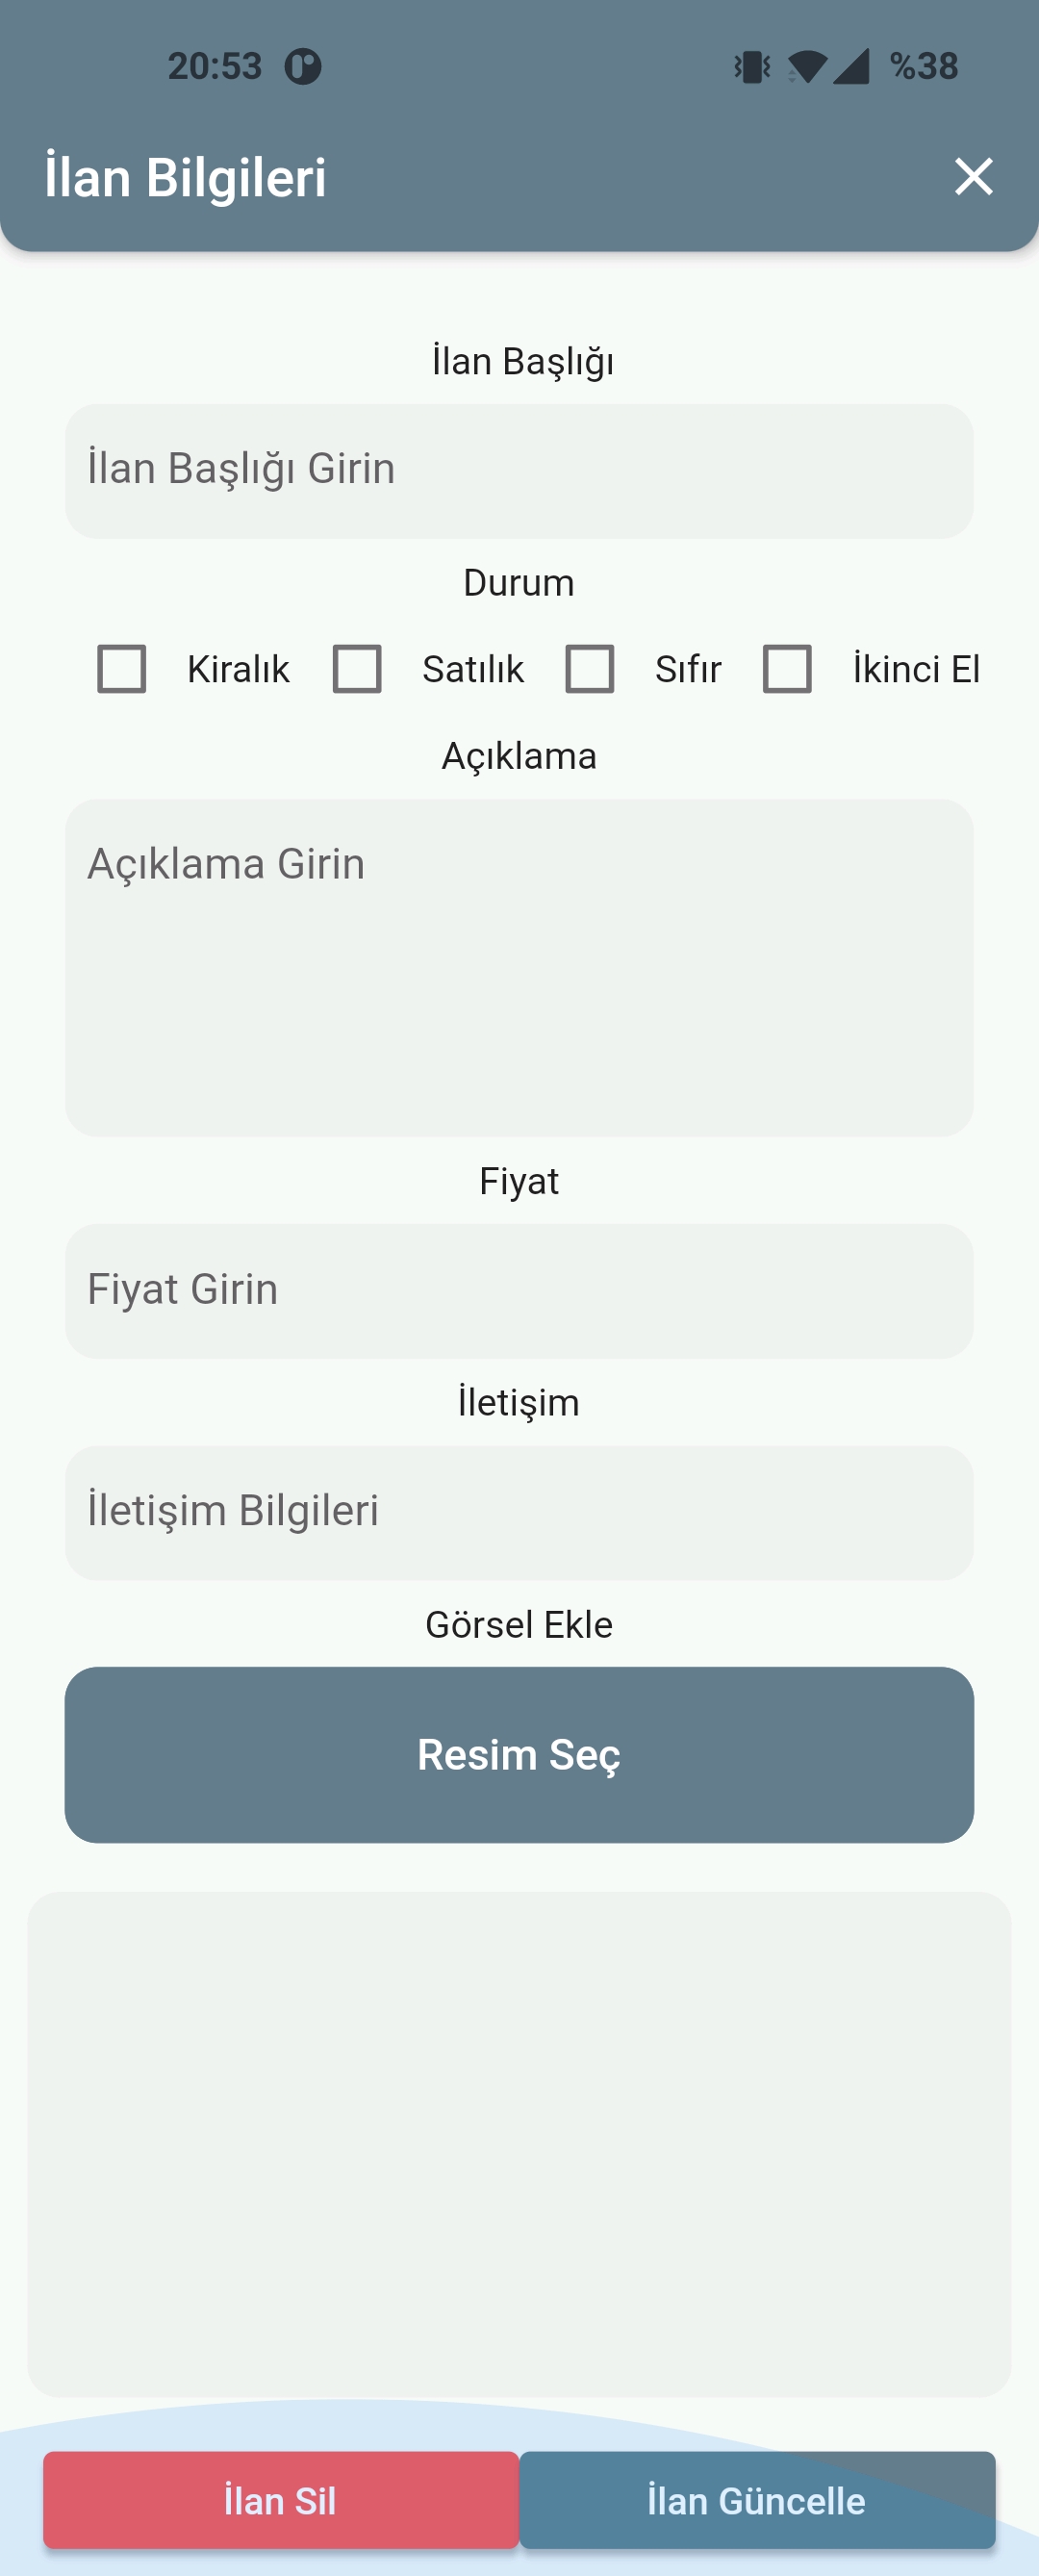 20:53 %38
İlan Bilgileri
İlan Başlığı
İlan Başlığı Girin
Durum
Kiralık Satılık Sıfır İkinci El
Açıklama
Açıklama Girin
Fiyat
Fiyat Girin
İletişim
İletişim Bilgileri
Görsel Ekle
Resim Seç
İlan Sil İlan Güncelle